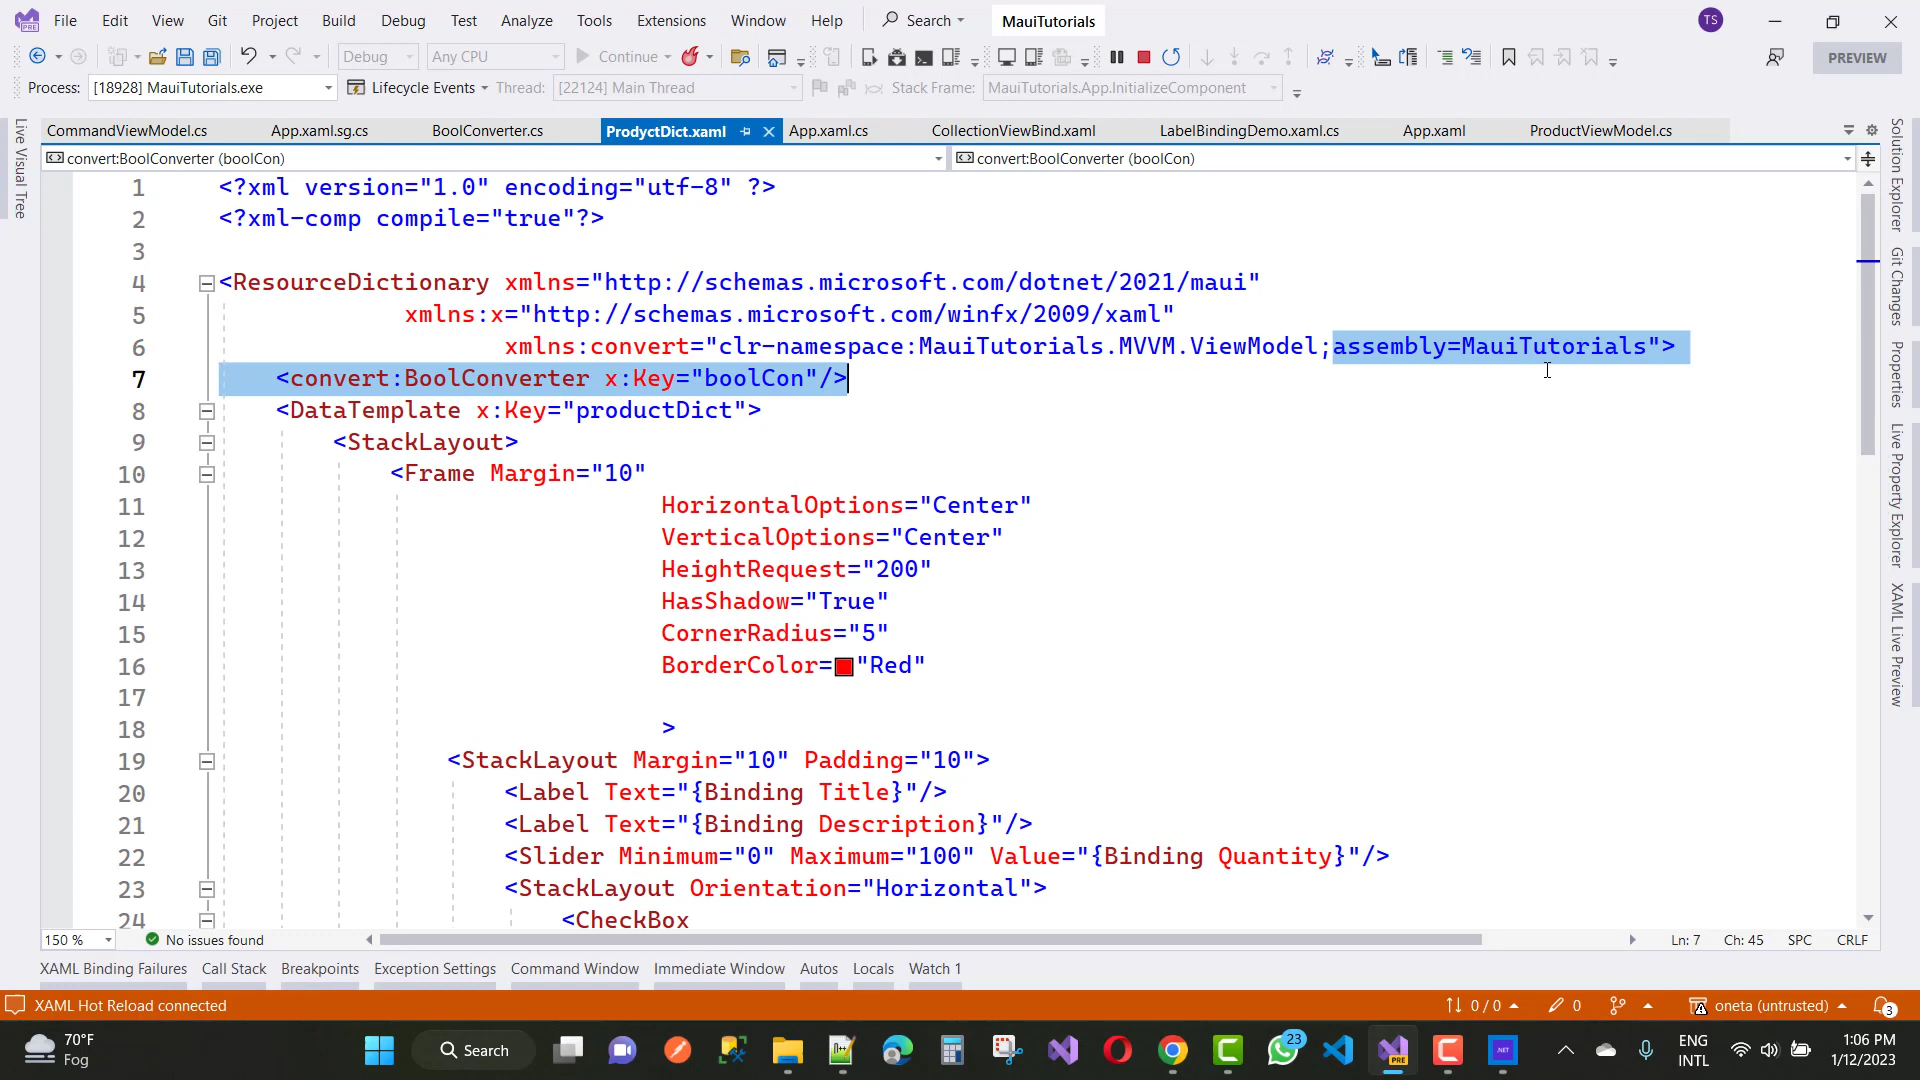 File Edit View Git Project Build Debug Test Analyze Tools Extensions Window Help Search MauiTutorials TS
Debug Any CPU Continue PREVIEW
Process: [18928] MauiTutorials.exe Lifecycle Events Thread: [22124] Main Thread Stack Frame: MauiTutorials.App.InitializeComponent
CommandViewModel.cs App.xaml.sg.cs BoolConverter.cs ProdyctDict.xaml App.xaml.cs CollectionViewBind.xaml LabelBindingDemo.xaml.cs App.xaml ProductViewModel.cs
convert:BoolConverter (boolCon) convert:BoolConverter (boolCon)
1 <?xml version="1.0" encoding="utf-8" ?>
2 <?xml-comp compile="true"?>
3
4 <ResourceDictionary xmlns="http://schemas.microsoft.com/dotnet/2021/maui"
5 xmlns:x="http://schemas.microsoft.com/winfx/2009/xaml"
6 xmlns:convert="clr-namespace:MauiTutorials.MVVM.ViewModel;assembly=MauiTutorials">
7 <convert:BoolConverter x:Key="boolCon"/>
8 <DataTemplate x:Key="productDict">
9 <StackLayout>
10 <Frame Margin="10"
11 HorizontalOptions="Center"
12 VerticalOptions="Center"
13 HeightRequest="200"
14 HasShadow="True"
15 CornerRadius="5"
16 BorderColor="Red"
17
18 >
19 <StackLayout Margin="10" Padding="10">
20 <Label Text="{Binding Title}"/>
21 <Label Text="{Binding Description}"/>
22 <Slider Minimum="0" Maximum="100" Value="{Binding Quantity}"/>
23 <StackLayout Orientation="Horizontal">
24 <CheckBox
Live Visual Tree
Solution Explorer
Git Changes
Properties
Live Property Explorer
XAML Live Preview
150 % No issues found Ln: 7 Ch: 45 SPC CRLF
XAML Binding Failures Call Stack Breakpoints Exception Settings Command Window Immediate Window Autos Locals Watch 1
XAML Hot Reload connected 0 / 0 0 oneta (untrusted) 3
70°F
Fog
Search
PRE
23
PRE
.NET
ENG
INTL
1:06 PM
1/12/2023